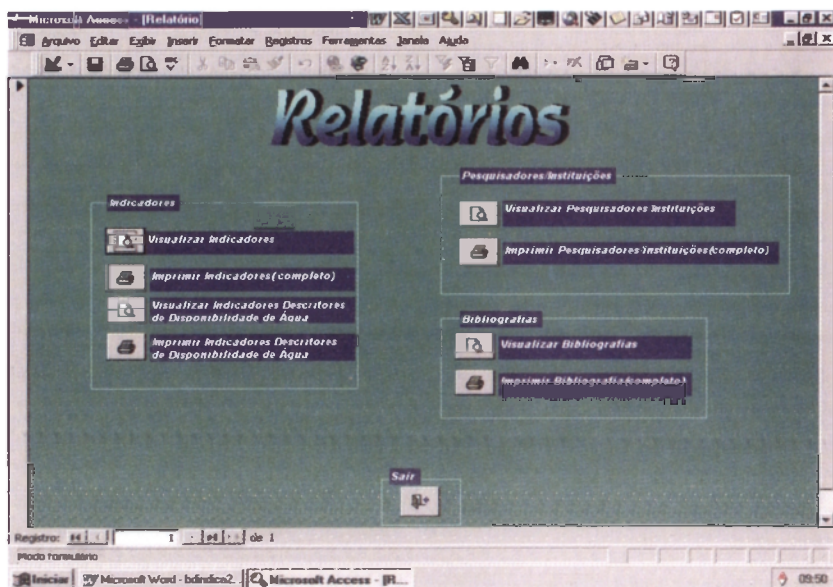 Microsoft Access - [Relatório]
Arquivo Editar Exibir Inserir Formatar Registros Ferramentas Janela Ajuda
Relatórios
Indicadores
Visualizar Indicadores
Imprimir Indicadores(completo)
Visualizar Indicadores Descritores
de Disponibilidade de Água
Imprimir Indicadores Descritores
de Disponibilidade de Água
Pesquisadores/Instituições
Visualizar Pesquisadores Instituições
Imprimir Pesquisadores Instituições(completo)
Bibliografias
Visualizar Bibliografias
Imprimir Bibliografia(completo)
Sair
Registro: 1 de 1
Modo formulário
Iniciar Microsoft Word - bdindica2. Microsoft Access - [R... 09:50